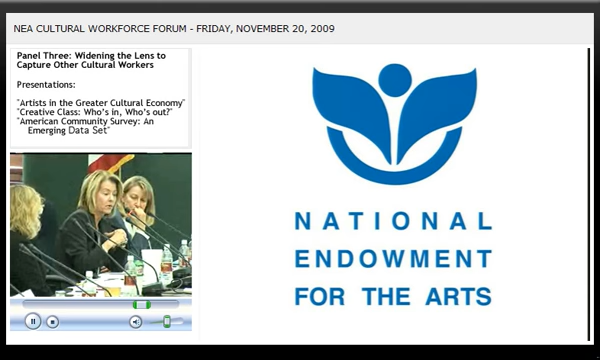 NEA CULTURAL WORKFORCE FORUM - FRIDAY, NOVEMBER 20, 2009
Panel Three: Widening the Lens to
Capture Other Cultural Workers
Presentations:
"Artists in the Greater Cultural Economy"
"Creative Class: Who's in, Who's out?"
"American Community Survey: An
Emerging Data Set"
NATIONAL
ENDOWMENT
FOR THE ARTS